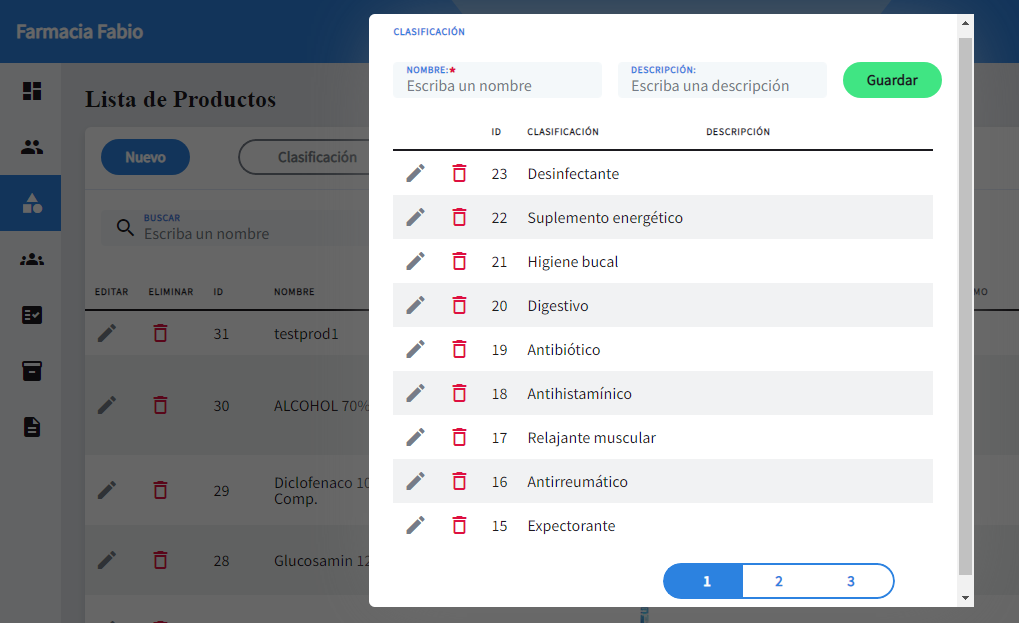 Farmacia Fabio
Lista de Productos
Nuevo
Clasificación
BUSCAR
Escriba un nombre
EDITAR ELIMINAR ID NOMBRE
31 testprod1
30 ALCOHOL 70%
29 Diclofenaco 10
Comp.
28 Glucosamin 12
MO
CLASIFICACIÓN
NOMBRE:*
Escriba un nombre
DESCRIPCIÓN:
Escriba una descripción
Guardar
ID CLASIFICACIÓN DESCRIPCIÓN
23 Desinfectante
22 Suplemento energético
21 Higiene bucal
20 Digestivo
19 Antibiótico
18 Antihistamínico
17 Relajante muscular
16 Antirreumático
15 Expectorante
1 2 3